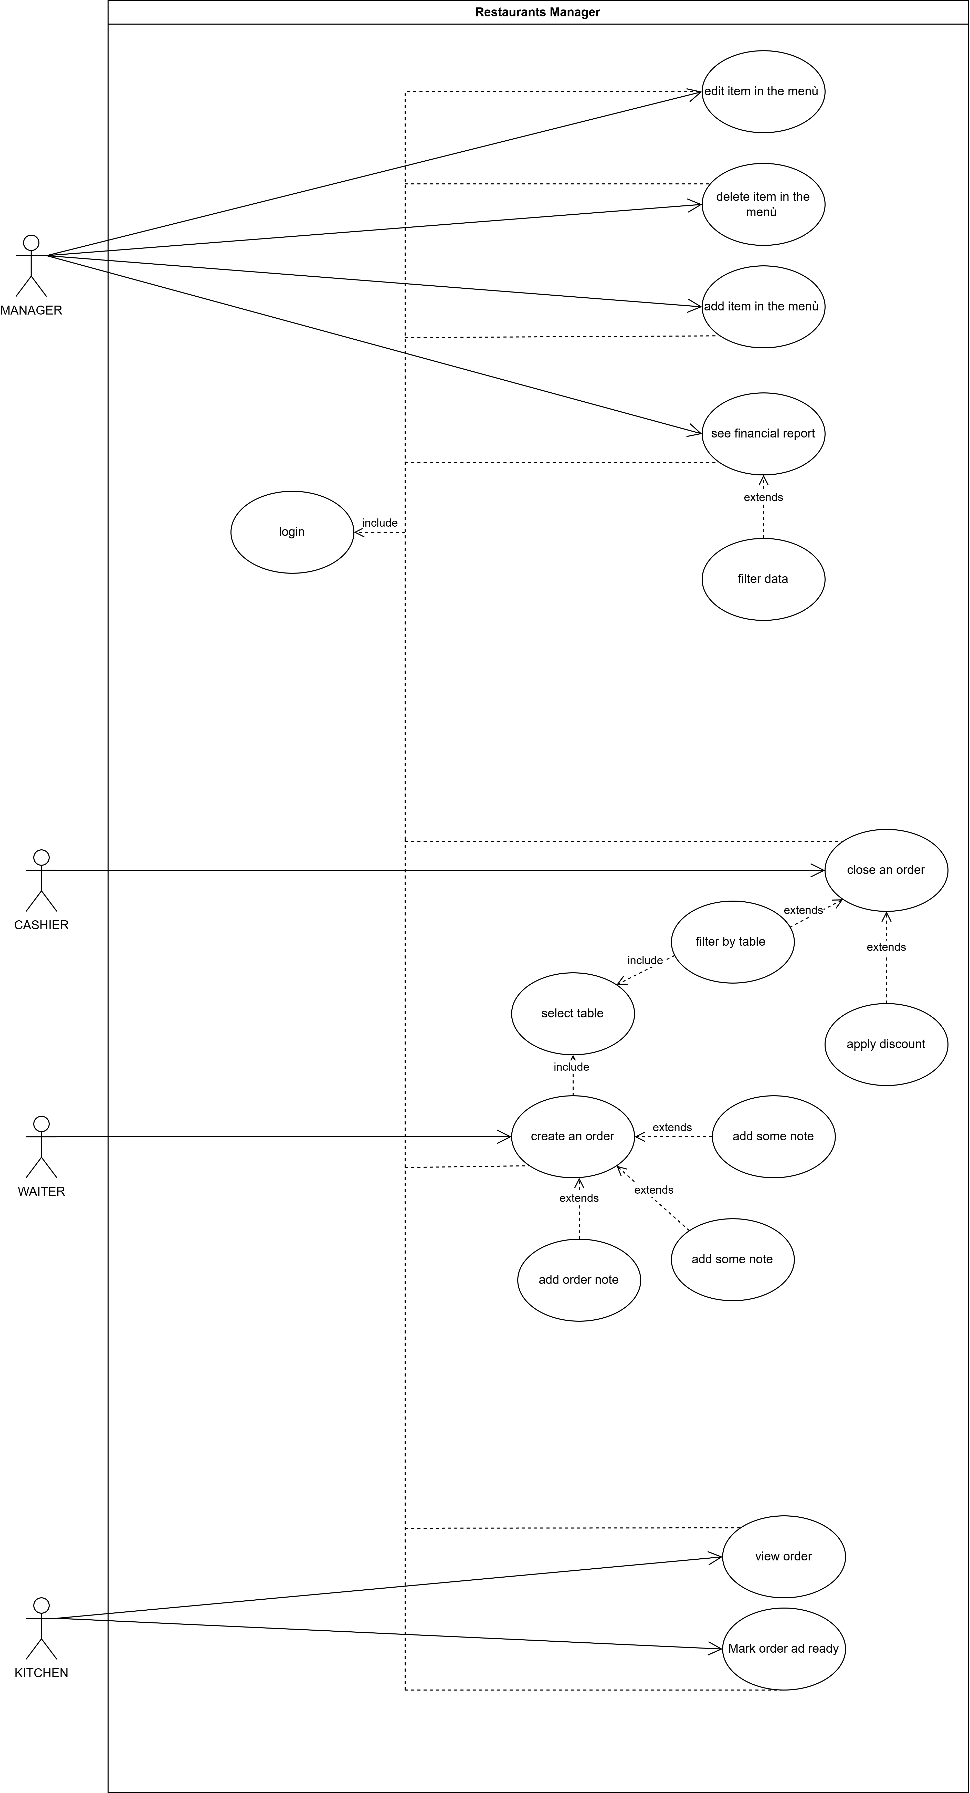 Restaurants Manager
edit item in the menù
delete item in the
menù
MANAGER
add item in the menù
see financial report
extends
include
login
filter data
close an order
CASHIER
extends
filter by table
extends
include
select table
apply discount
include
WAITER
create an order
extends
add some note
extends
extends
add some note
add order note
view order
KITCHEN
Mark order ad ready